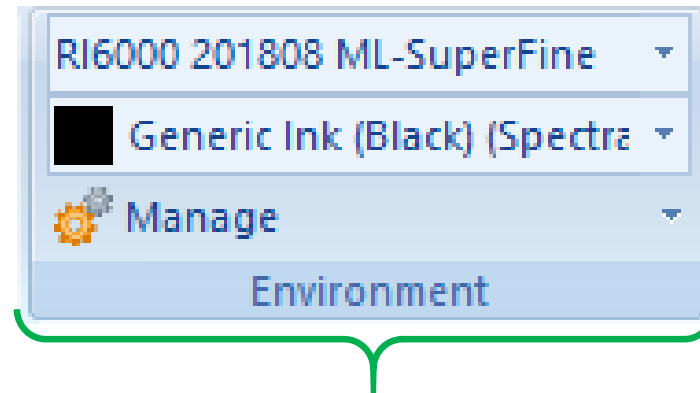 RI6000 201808 ML-SuperFine
Generic Ink (Black) (Spectra
Manage
Environment